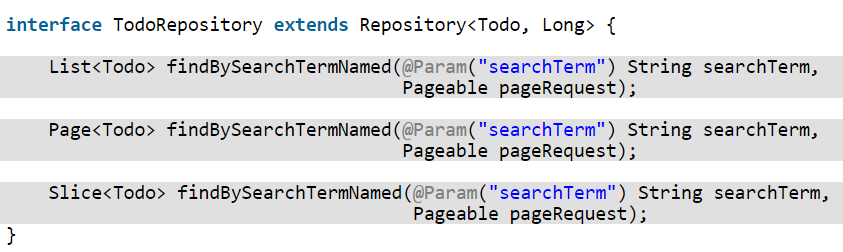 interface TodoRepository extends Repository<Todo, Long> {
List<Todo> findBySearchTermNamed(@Param("searchTerm") String searchTerm,
Pageable pageRequest);
Page<Todo> findBySearchTermNamed(@Param("searchTerm") String searchTerm,
Pageable pageRequest);
Slice<Todo> findBySearchTermNamed(@Param("searchTerm") String searchTerm,
Pageable pageRequest);
}